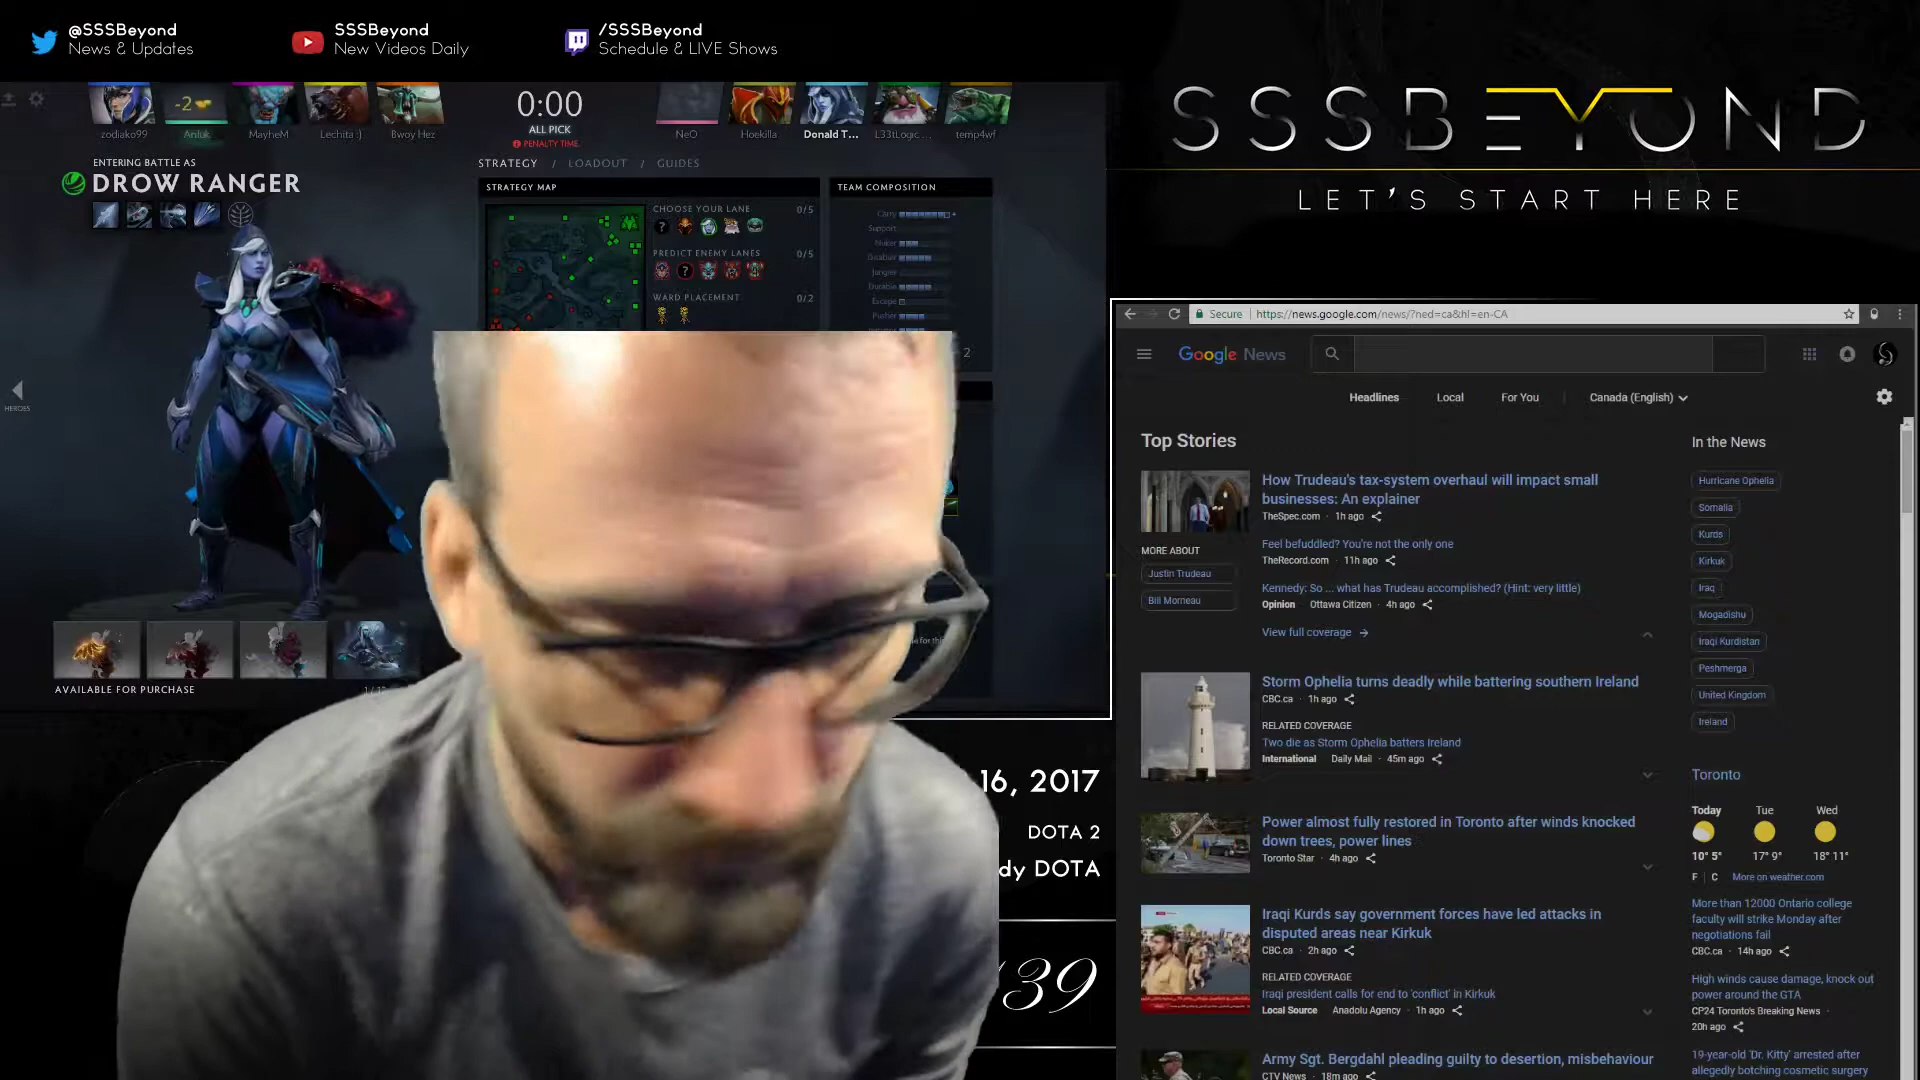 @SSSBeyond
News & Updates
SSSBeyond
New Videos Daily
/SSSBeyond
Schedule & LIVE Shows
SSSBEYOND
LET'S START HERE
-2
0:00
zodiako99
Anluk
MayheM
Lechita :)
Bwoy Hez
ALL PICK
PENALTY TIME
NeO
Hoekilla
Donald T...
L33tLogic ...
temp4wf
ENTERING BATTLE AS
DROW RANGER
STRATEGY / LOADOUT / GUIDES
STRATEGY MAP
TEAM COMPOSITION
CHOOSE YOUR LANE 0/5
PREDICT ENEMY LANES 0/5
WARD PLACEMENT 0/2
Carry
Support
Nuker
Disabler
Jungler
Durable
Escape
Pusher
2
HEROES
AVAILABLE FOR PURCHASE
16, 2017
DOTA 2
dy DOTA
39
Secure https://news.google.com/news/?ned=ca&hl=en-CA
Google News
Headlines
Local
For You
Canada (English)
Top Stories
How Trudeau's tax-system overhaul will impact small
businesses: An explainer
TheSpec.com · 1h ago
MORE ABOUT
Justin Trudeau
Bill Morneau
Feel befuddled? You're not the only one
TheRecord.com · 11h ago
Kennedy: So ... what has Trudeau accomplished? (Hint: very little)
Opinion Ottawa Citizen · 4h ago
View full coverage
Storm Ophelia turns deadly while battering southern Ireland
CBC.ca · 1h ago
RELATED COVERAGE
Two die as Storm Ophelia batters Ireland
International Daily Mail · 45m ago
Power almost fully restored in Toronto after winds knocked
down trees, power lines
Toronto Star · 4h ago
Iraqi Kurds say government forces have led attacks in
disputed areas near Kirkuk
CBC.ca · 2h ago
RELATED COVERAGE
Iraqi president calls for end to 'conflict' in Kirkuk
Local Source Anadolu Agency · 1h ago
Army Sgt. Bergdahl pleading guilty to desertion, misbehaviour
CTV News · 18m ago
In the News
Hurricane Ophelia
Somalia
Kurds
Kirkuk
Iraq
Mogadishu
Iraqi Kurdistan
Peshmerga
United Kingdom
Ireland
Toronto
Today Tue Wed
10° 5° 17° 9° 18° 11°
F | C More on weather.com
More than 12000 Ontario college
faculty will strike Monday after
negotiations fail
CBC.ca · 14h ago
High winds cause damage, knock out
power around the GTA
CP24 Toronto's Breaking News ·
20h ago
19-year-old 'Dr. Kitty' arrested after
allegedly botching cosmetic surgery